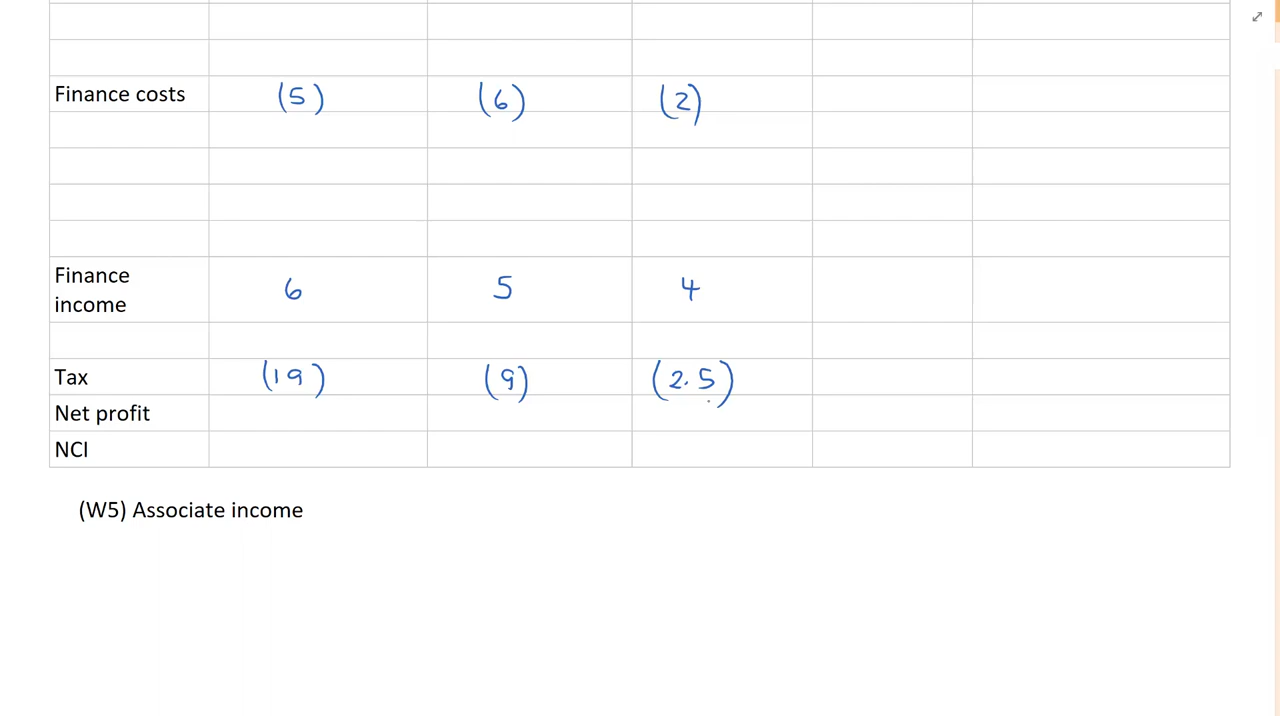 Finance costs (5) (6) (2)
Finance
income 6 5 4
Tax (19) (9) (2.5)
Net profit
NCI
(W5) Associate income